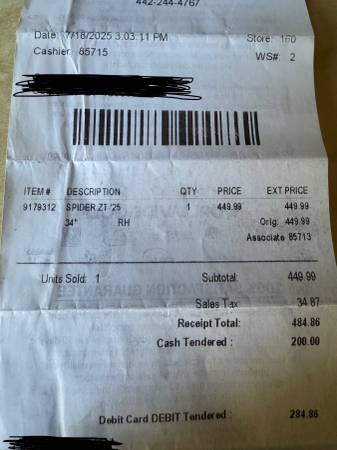 442-244-4767
Date: 7/18/2025 3:03:11 PM Store: 160
Cashier: 85715 WS#: 2
ITEM # DESCRIPTION QTY PRICE EXT PRICE
9179312 SPIDER ZT '25 1 449.99 449.99
34" RH Orig: 449.99
Associate 85713
Units Sold: 1 Subtotal: 449.99
Sales Tax 34.87
Receipt Total: 484.86
Cash Tendered : 200.00
Debit Card DEBIT Tendered : 284.86